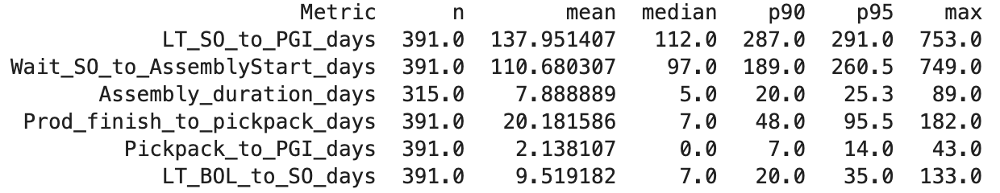 Metric n mean median p90 p95 max
LT_SO_to_PGI_days 391.0 137.951407 112.0 287.0 291.0 753.0
Wait_SO_to_AssemblyStart_days 391.0 110.680307 97.0 189.0 260.5 749.0
Assembly_duration_days 315.0 7.888889 5.0 20.0 25.3 89.0
Prod_finish_to_pickpack_days 391.0 20.181586 7.0 48.0 95.5 182.0
Pickpack_to_PGI_days 391.0 2.138107 0.0 7.0 14.0 43.0
LT_BOL_to_SO_days 391.0 9.519182 7.0 20.0 35.0 133.0